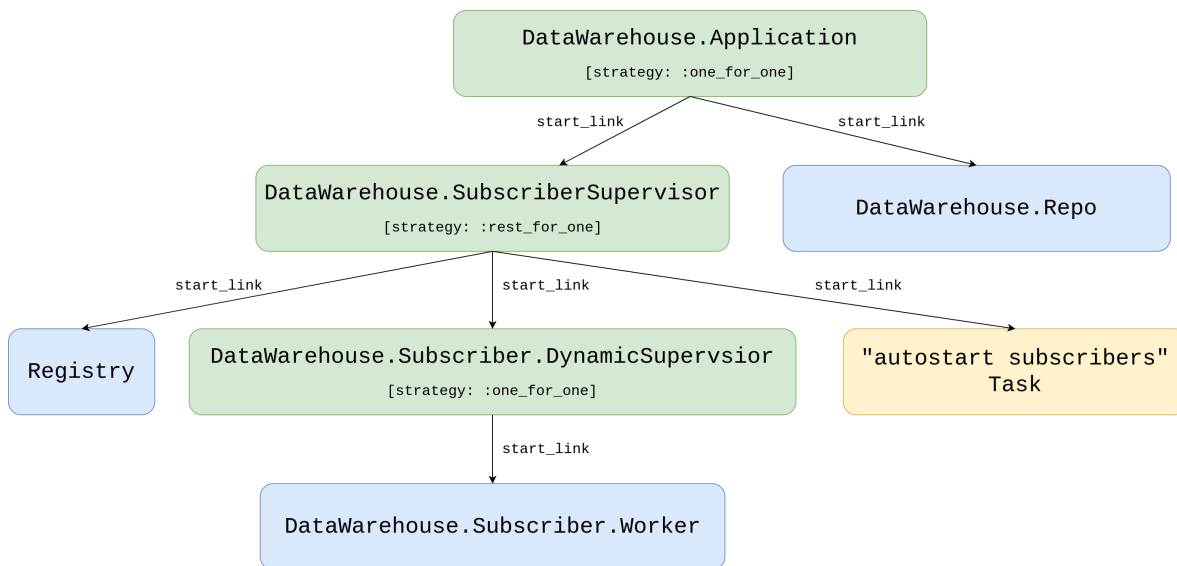 DataWarehouse.Application
[strategy: :one_for_one]
start_link
start_link
DataWarehouse.SubscriberSupervisor
[strategy: :rest_for_one]
DataWarehouse.Repo
start_link
start_link
start_link
Registry
DataWarehouse.Subscriber.DynamicSupervsior
[strategy: :one_for_one]
"autostart subscribers"
Task
start_link
DataWarehouse.Subscriber.Worker